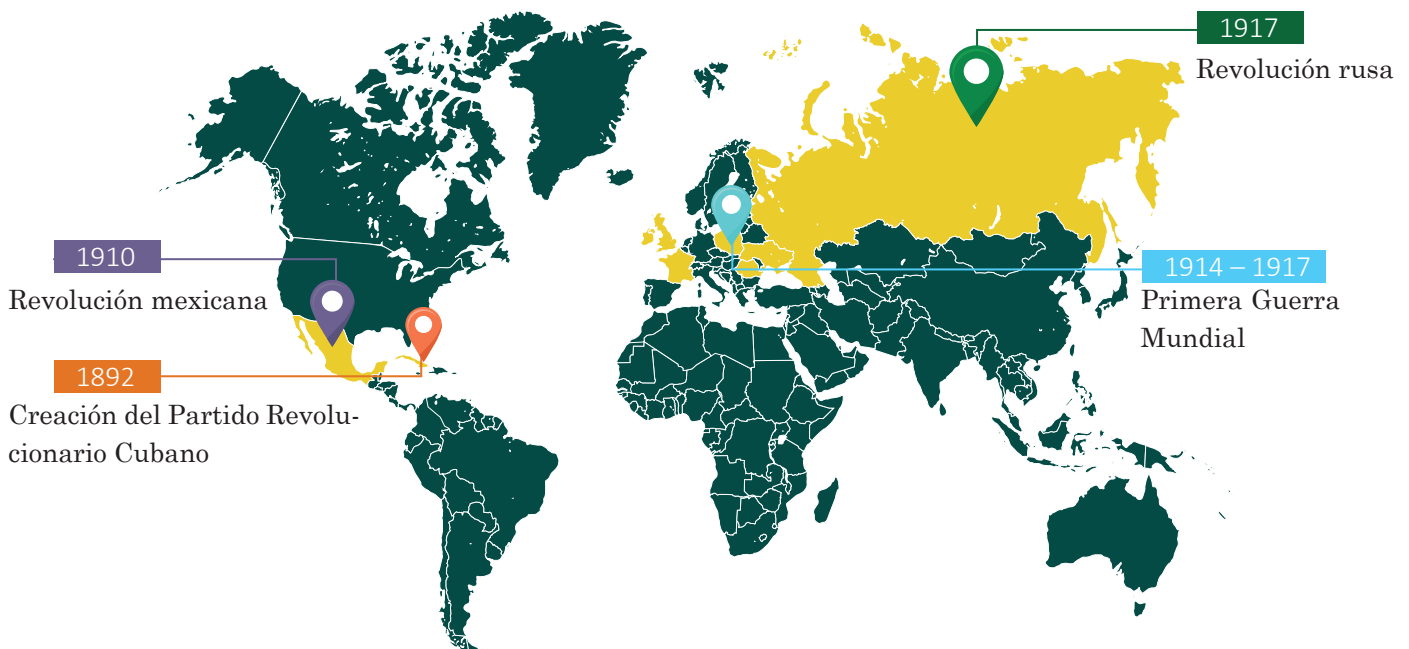 1917
Revolución rusa
1910
Revolución mexicana
1914 – 1917
Primera Guerra
Mundial
1892
Creación del Partido Revolu-
cionario Cubano